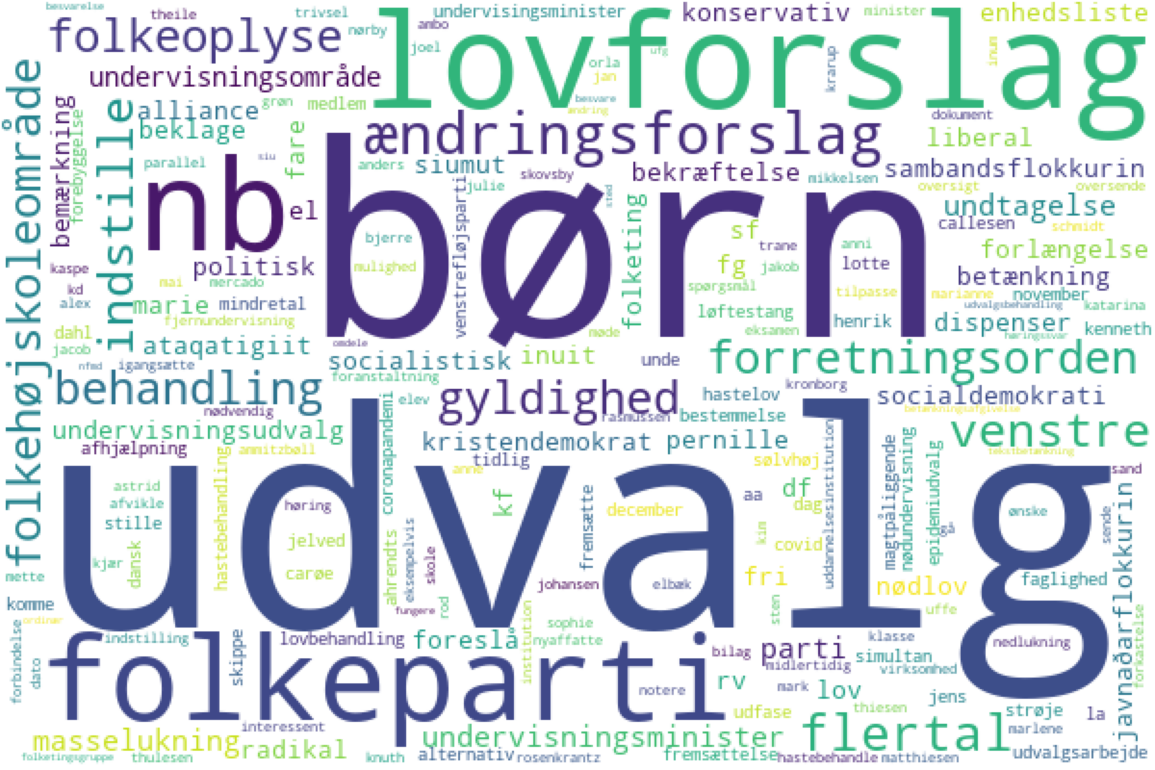 besvarelse
theile
trivsel
undervisningsminister
konservativ
minister
enhedsliste
folkeoplyse
nørby
joel
ambo
lovforslag
ufg
orla
jan
krarup
inum
undervisningsområde
grøn
medlem
besvare
ændring
folkehøjskoleområde
bemærkning
forebyggelse
indstille
alliance
beklage
fare
ændringsforslag
dokument
liberal
parallel
siu
anders
siumut
skovsby
bekræftelse
mikkelsen
sambandsflokkurin
nb
el
børn
julie
sted
oversigt
oversende
undtagelse
bjerre
venstrefløjsparti
folketing
sf
trane
anni
callesen
schmidt
kaspe
mai
mercado
politisk
mulighed
fg
jakob
lotte
forlængelse
kd
alex
marie
mindretal
spørgsmål
tilpasse
betænkning
marianne
november
udvalgsbehandling
katarina
dahl
fjernundervisning
løftestang
henrik
dispenser
kenneth
jacob
ataqatigiit
omdele
møde
eksamen
høringssvar
nfmd
igangsætte
socialistisk
inuit
unde
forretningsorden
behandling
foranstaltning
elev
gyldighed
hastelov
kronborg
socialdemokrati
nødvendig
coronapandemi
rasmussen
bestemmelse
betænkningsafgivelse
undervisningsudvalg
kristendemokrat
pernille
venstre
afhjælpning
ammitzbøll
tidlig
anne
sølvhøj
uddannelsesinstitution
tekstbetænkning
sand
udvalg
astrid
afvikle
stille
hastebehandling
høring
kf
fremsætte
aa
df
dag
magtpåliggende
nødundervisning
epidemiudvalg
gå
ønske
sende
javnaðarflokkurin
december
jelved
kim
covid
dansk
kjær
carøe
ahrendts
eksempelvis
skole
johansen
elbæk
fri
nødlov
faglighed
mette
komme
ordinær
fungere
rod
sophie
sten
uffe
folkeparti
indstilling
lovbehandling
foreslå
nyaffatte
institution
bilag
parti
klasse
nedlukning
forbindelse
dato
skippe
midlertidig
simultan
virksomhed
forkastelse
notere
rv
mark
lov
jens
strøje
la
masselukning
interessent
udfase
thiesen
marlene
undervisningsminister
flertal
folketingsgruppe
thulesen
radikal
knuth
alternativ
rosenkrantz
fremsættelse
hastebehandle
matthiesen
udvalgsarbejde